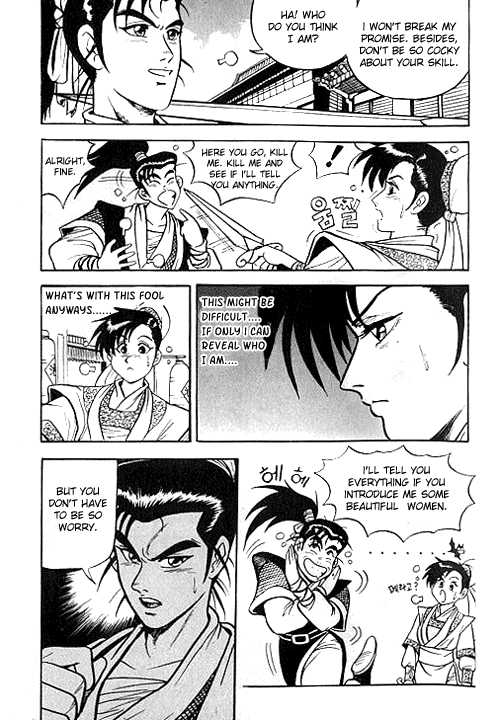 HA! WHO
DO YOU THINK
I AM?
I WON'T BREAK MY
PROMISE. BESIDES,
DON'T BE SO COCKY
ABOUT YOUR SKILL.
ALRIGHT,
FINE.
HERE YOU GO, KILL
ME. KILL ME AND
SEE IF I'LL TELL
YOU ANYTHING.
!
움찔
WHAT'S WITH THIS FOOL
ANYWAYS......
THIS MIGHT BE
DIFFICULT....
IF ONLY I CAN
REVEAL WHO
I AM....
BUT YOU
DON'T HAVE
TO BE SO
WORRY.
헤헤
I'LL TELL YOU
EVERYTHING IF YOU
INTRODUCE ME SOME
BEAUTIFUL WOMEN.
. . . . . . . . . .